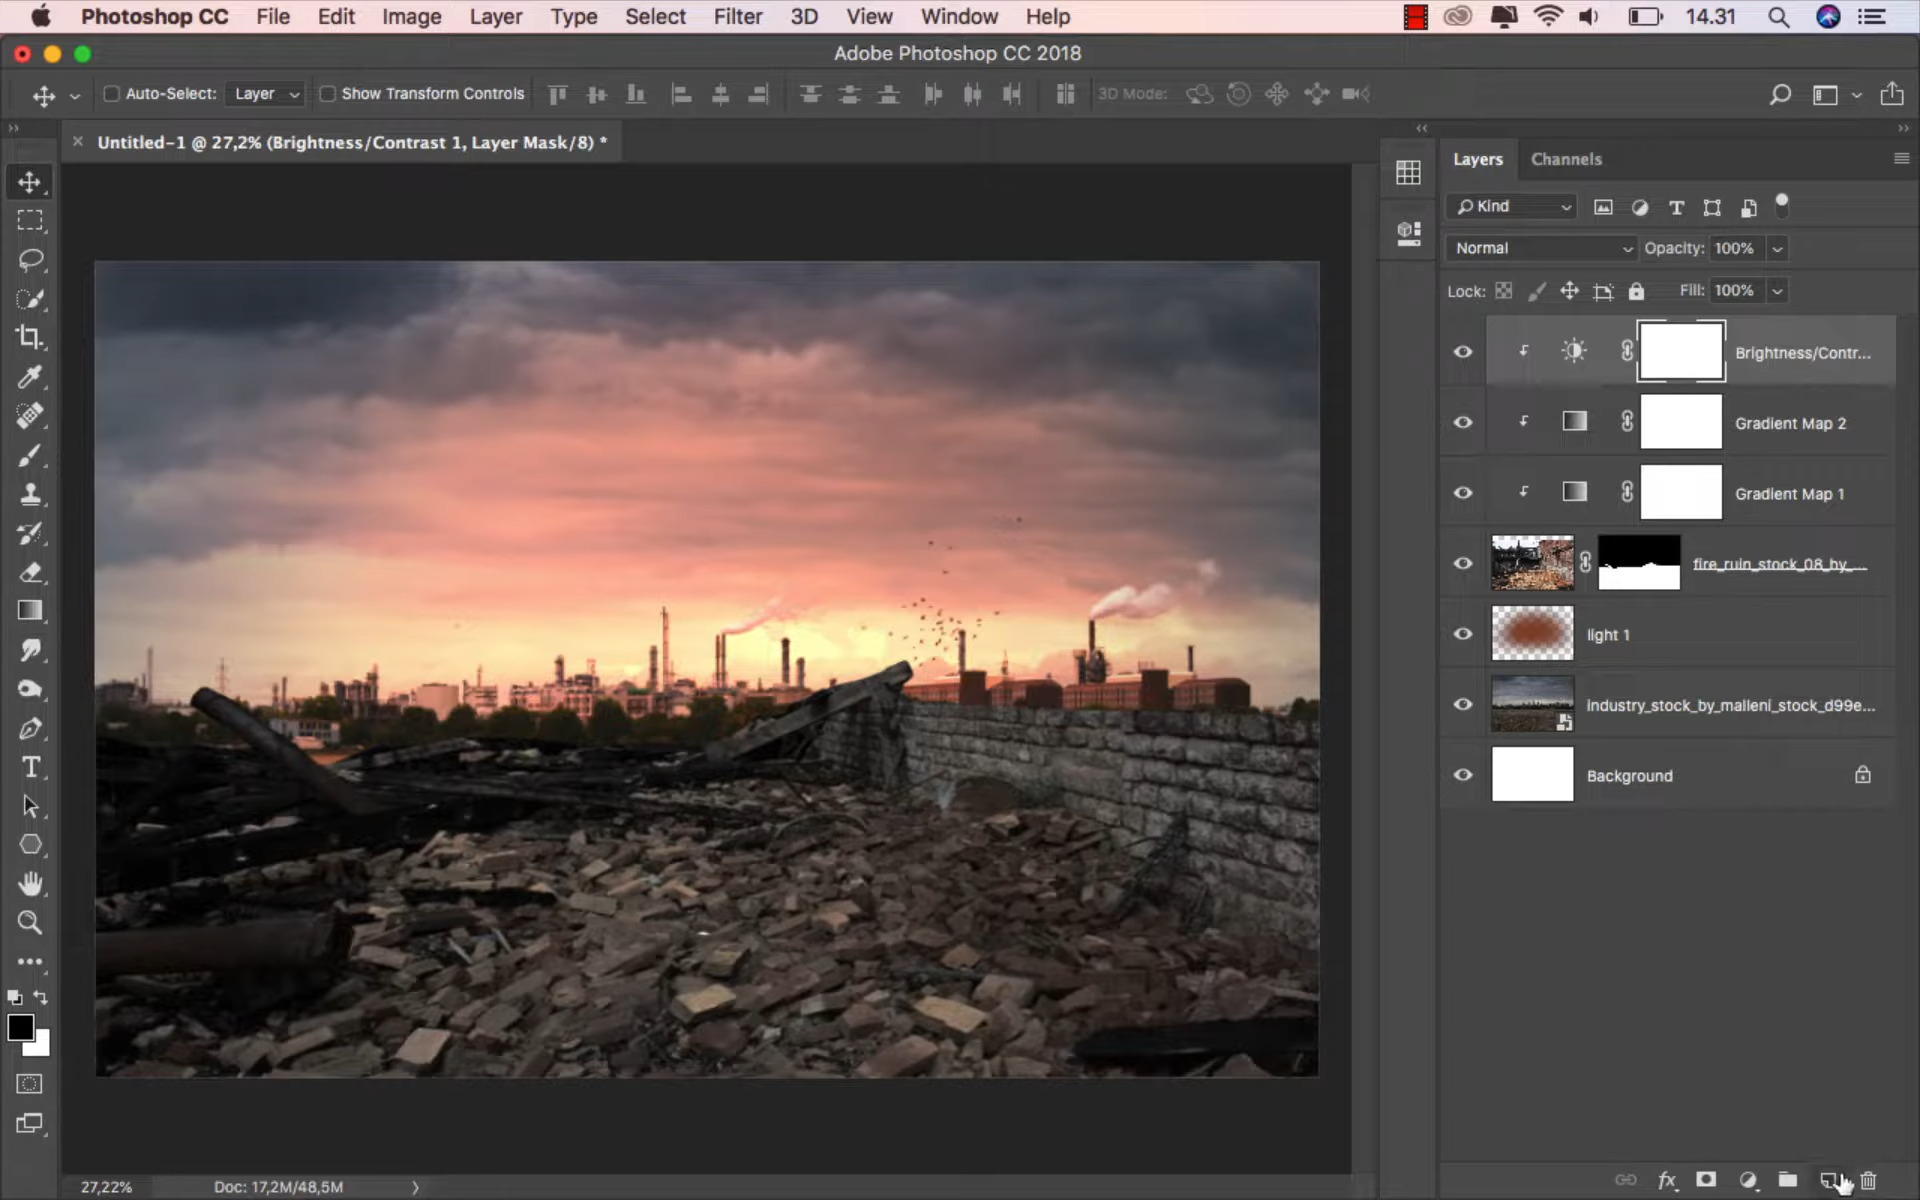 Photoshop CC File Edit Image Layer Type Select Filter 3D View Window Help 14.31
Adobe Photoshop CC 2018
Auto-Select: Layer Show Transform Controls 3D Mode:
Untitled-1 @ 27,2% (Brightness/Contrast 1, Layer Mask/8) *
Layers Channels
Kind
Normal Opacity: 100%
Lock: Fill: 100%
Brightness/Contr...
Gradient Map 2
Gradient Map 1
fire_ruin_stock_08_by_...
light 1
industry_stock_by_malleni_stock_d99e...
Background
27,22% Doc: 17,2M/48,5M